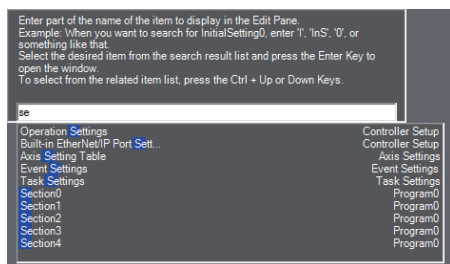 Enter part of the name of the item to display in the Edit Pane.
Example: When you want to search for InitialSetting0, enter 'I', 'InS', '0', or
something like that.
Select the desired item from the search result list and press the Enter Key to
open the window.
To select from the related item list, press the Ctrl + Up or Down Keys.
se
Operation Settings Controller Setup
Built-in EtherNet/IP Port Sett... Controller Setup
Axis Setting Table Axis Settings
Event Settings Event Settings
Task Settings Task Settings
Section0 Program0
Section1 Program0
Section2 Program0
Section3 Program0
Section4 Program0